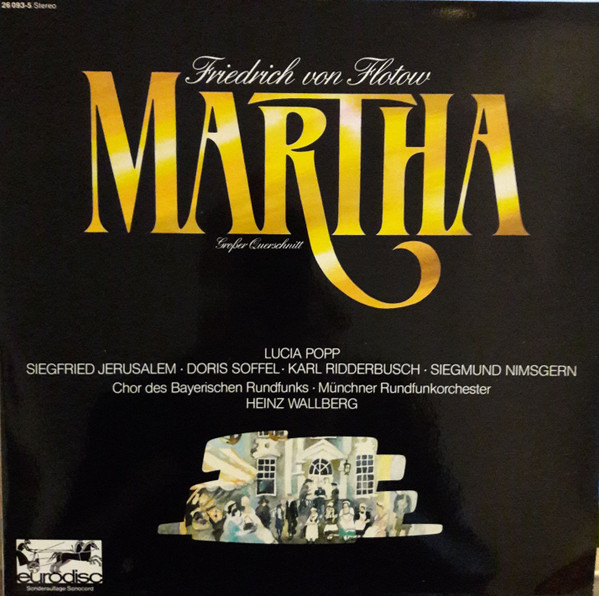 26 093-5 Stereo
Friedrich von Flotow
MARTHA
Großer Querschnitt
LUCIA POPP
SIEGFRIED JERUSALEM · DORIS SOFFEL · KARL RIDDERBUSCH · SIEGMUND NIMSGERN
Chor des Bayerischen Rundfunks · Münchner Rundfunkorchester
HEINZ WALLBERG
eurodisc
Sonderauflage Sonocord